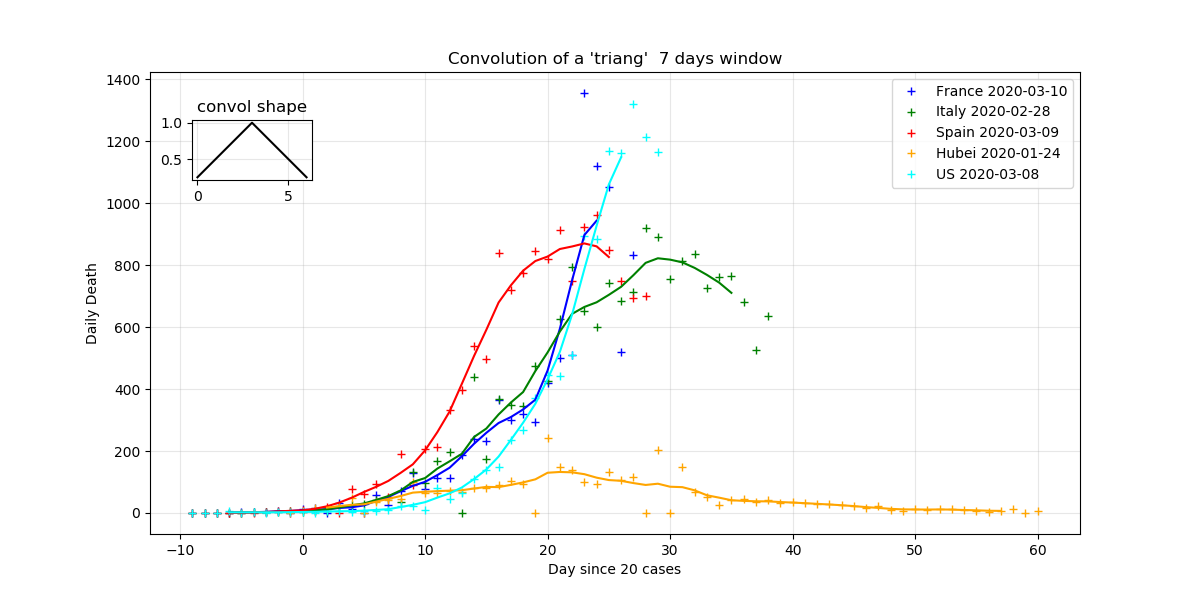 Convolution of a 'triang'  7 days window
1400
1200
1000
800
600
400
200
0
Daily Death
convol shape
1.0
0.5
0
5
France 2020-03-10
Italy 2020-02-28
Spain 2020-03-09
Hubei 2020-01-24
US 2020-03-08
−10
0
10
20
30
40
50
60
Day since 20 cases